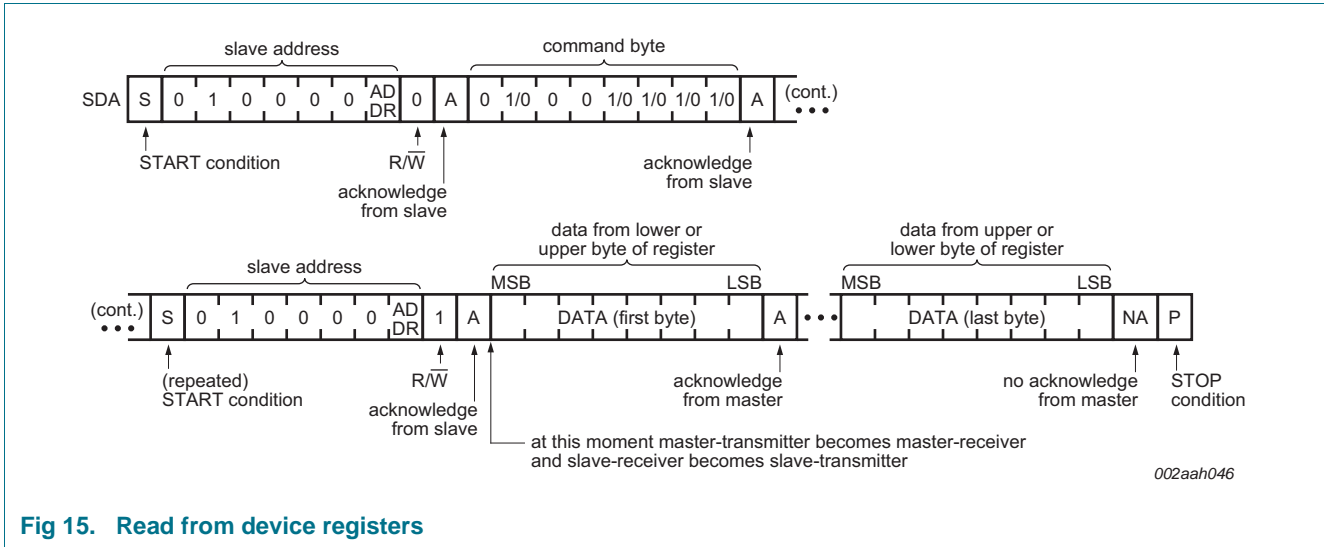 slave address command byte
SDA S 0 1 0 0 0 0 AD DR 0 A 0 1/0 0 0 1/0 1/0 1/0 1/0 A (cont.)
START condition R/W acknowledge from slave acknowledge from slave
data from lower or upper byte of register data from upper or lower byte of register
slave address MSB LSB MSB LSB
(cont.) S 0 1 0 0 0 0 AD DR 1 A DATA (first byte) A DATA (last byte) NA P
(repeated) START condition R/W acknowledge from slave acknowledge from master no acknowledge from master STOP condition
at this moment master-transmitter becomes master-receiver
and slave-receiver becomes slave-transmitter
002aah046
Fig 15. Read from device registers